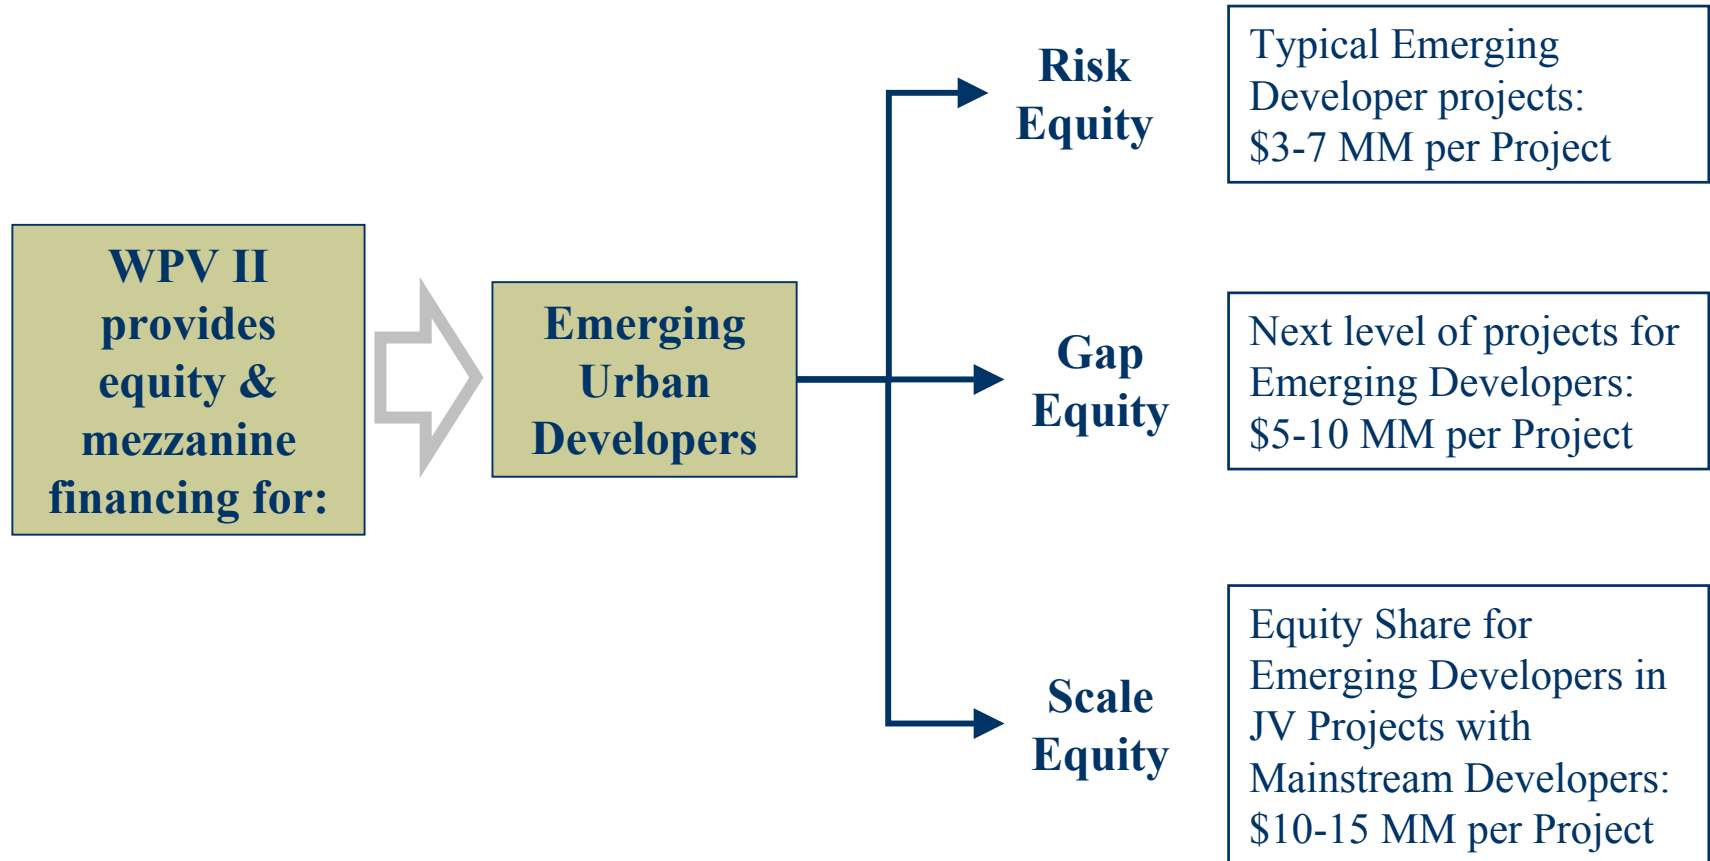 WPV II
provides
equity &
mezzanine
financing for:
Emerging
Urban
Developers
Risk
Equity
Typical Emerging
Developer projects:
$3-7 MM per Project
Gap
Equity
Next level of projects for
Emerging Developers:
$5-10 MM per Project
Scale
Equity
Equity Share for
Emerging Developers in
JV Projects with
Mainstream Developers:
$10-15 MM per Project